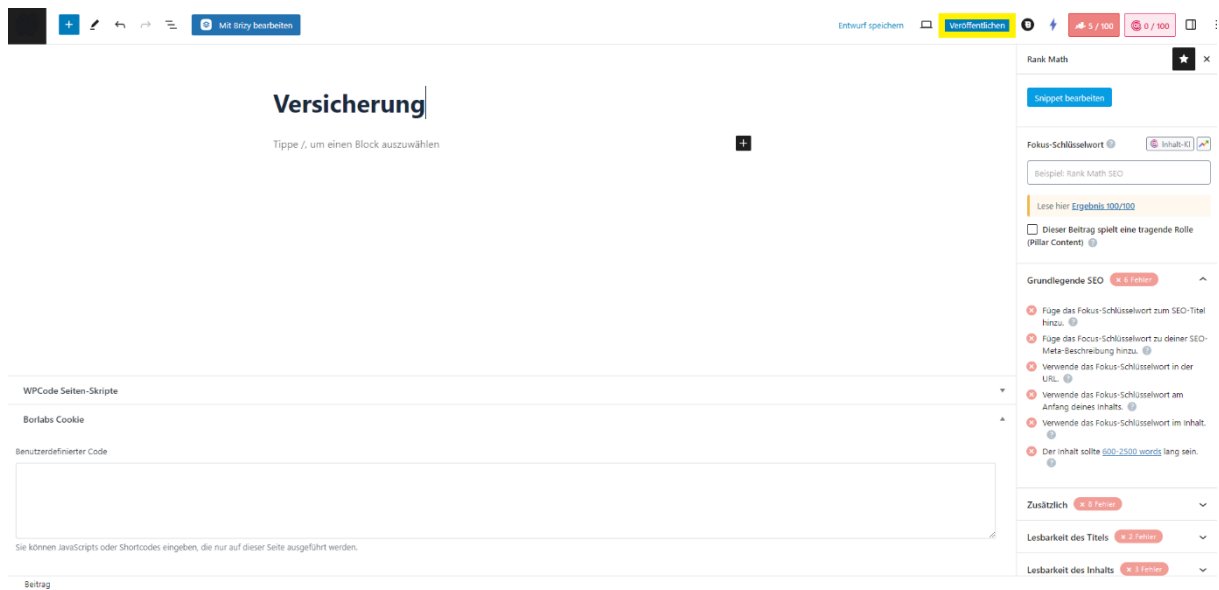 Mit Brizy bearbeiten
Entwurf speichern
Veröffentlichen
5 / 100
0 / 100
Versicherung
Tippe /, um einen Block auszuwählen
WPCode Seiten-Skripte
Borlabs Cookie
Benutzerdefinierter Code
Sie können JavaScripts oder Shortcodes eingeben, die nur auf dieser Seite ausgeführt werden.
Beitrag
Rank Math
Snippet bearbeiten
Fokus-Schlüsselwort
Inhalt-KI
Beispiel: Rank Math SEO
Lese hier Ergebnis 100/100
Dieser Beitrag spielt eine tragende Rolle
(Pillar Content)
Grundlegende SEO × 6 Fehler
Füge das Fokus-Schlüsselwort zum SEO-Titel
hinzu.
Füge das Focus-Schlüsselwort zu deiner SEO-
Meta-Beschreibung hinzu.
Verwende das Fokus-Schlüsselwort in der
URL.
Verwende das Fokus-Schlüsselwort am
Anfang deines Inhalts.
Verwende das Fokus-Schlüsselwort im Inhalt.
Der Inhalt sollte 600-2500 words lang sein.
Zusätzlich × 8 Fehler
Lesbarkeit des Titels × 2 Fehler
Lesbarkeit des Inhalts × 3 Fehler